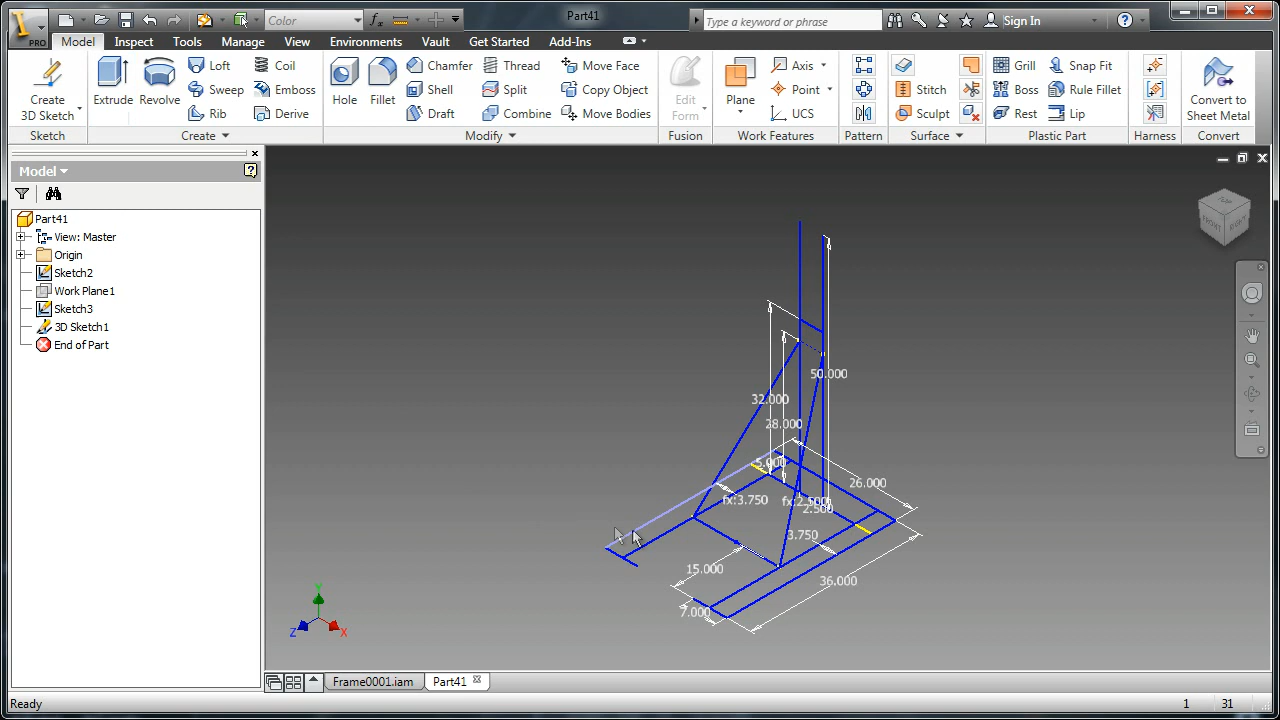 PRO
Color
fx
Part41
Type a keyword or phrase
Sign In
Model Inspect Tools Manage View Environments Vault Get Started Add-Ins
Create 3D Sketch
Extrude
Revolve
Loft
Sweep
Rib
Coil
Emboss
Derive
Hole
Fillet
Chamfer
Shell
Draft
Thread
Split
Combine
Move Face
Copy Object
Move Bodies
Edit Form
Plane
Axis
Point
UCS
Stitch
Sculpt
Grill
Boss
Rest
Snap Fit
Rule Fillet
Lip
Convert to Sheet Metal
Sketch Create Modify Fusion Work Features Pattern Surface Plastic Part Harness Convert
Model
Part41
View: Master
Origin
Sketch2
Work Plane1
Sketch3
3D Sketch1
End of Part
TOP
FRONT
RIGHT
50.000
32.000
28.000
5.000
26.000
fx:3.750
fx:2.500
2.500
3.750
15.000
36.000
7.000
Y
Z
X
Frame0001.iam
Part41
Ready
1 31